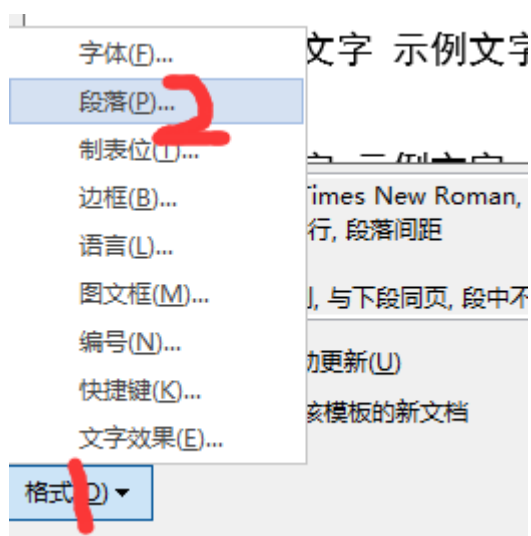 字体(F)...
文字 示例文字
段落(P)...
制表位(T)...
边框(B)...
Times New Roman,
语言(L)...
行, 段落间距
图文框(M)...
, 与下段同页, 段中不
编号(N)...
动更新(U)
快捷键(K)...
该模板的新文档
文字效果(E)...
格式(O)
1
2